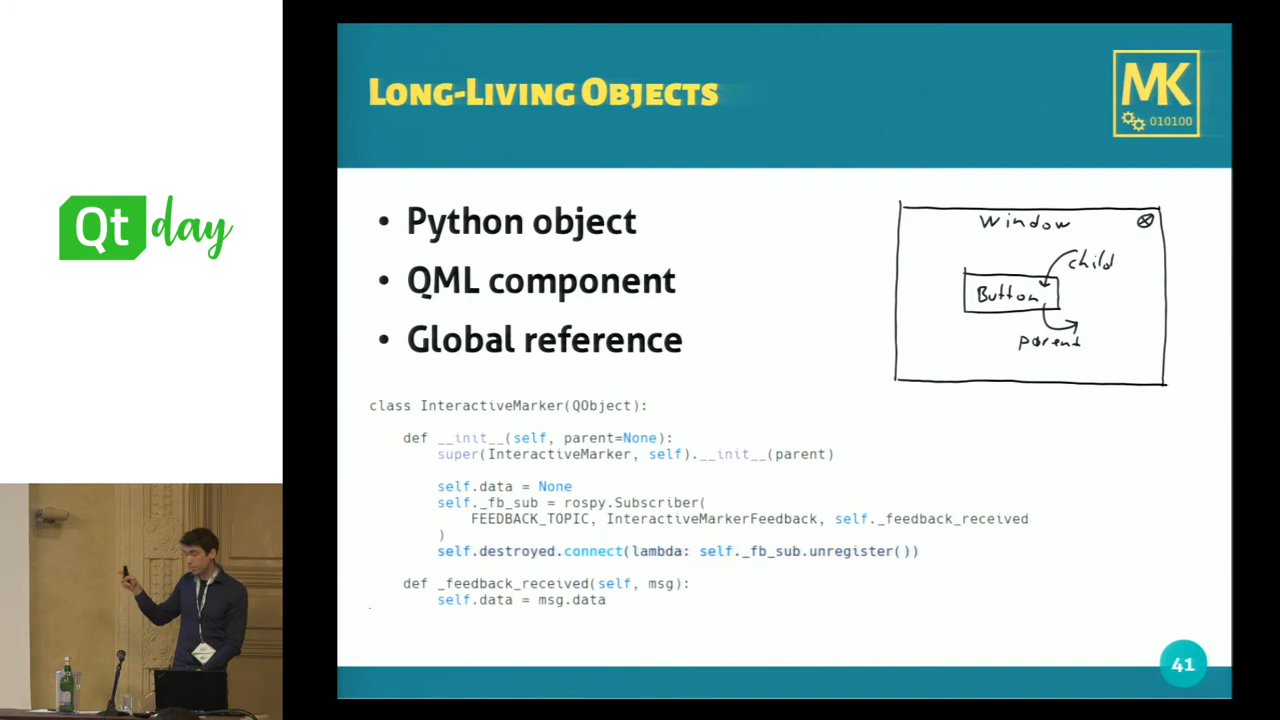 Qt day
Long-Living Objects
MK
010100
• Python object
• QML component
• Global reference
Window
child
Button
parent
class InteractiveMarker(QObject):
def __init__(self, parent=None):
super(InteractiveMarker, self).__init__(parent)
self.data = None
self._fb_sub = rospy.Subscriber(
FEEDBACK_TOPIC, InteractiveMarkerFeedback, self._feedback_received
)
self.destroyed.connect(lambda: self._fb_sub.unregister())
def _feedback_received(self, msg):
self.data = msg.data
41